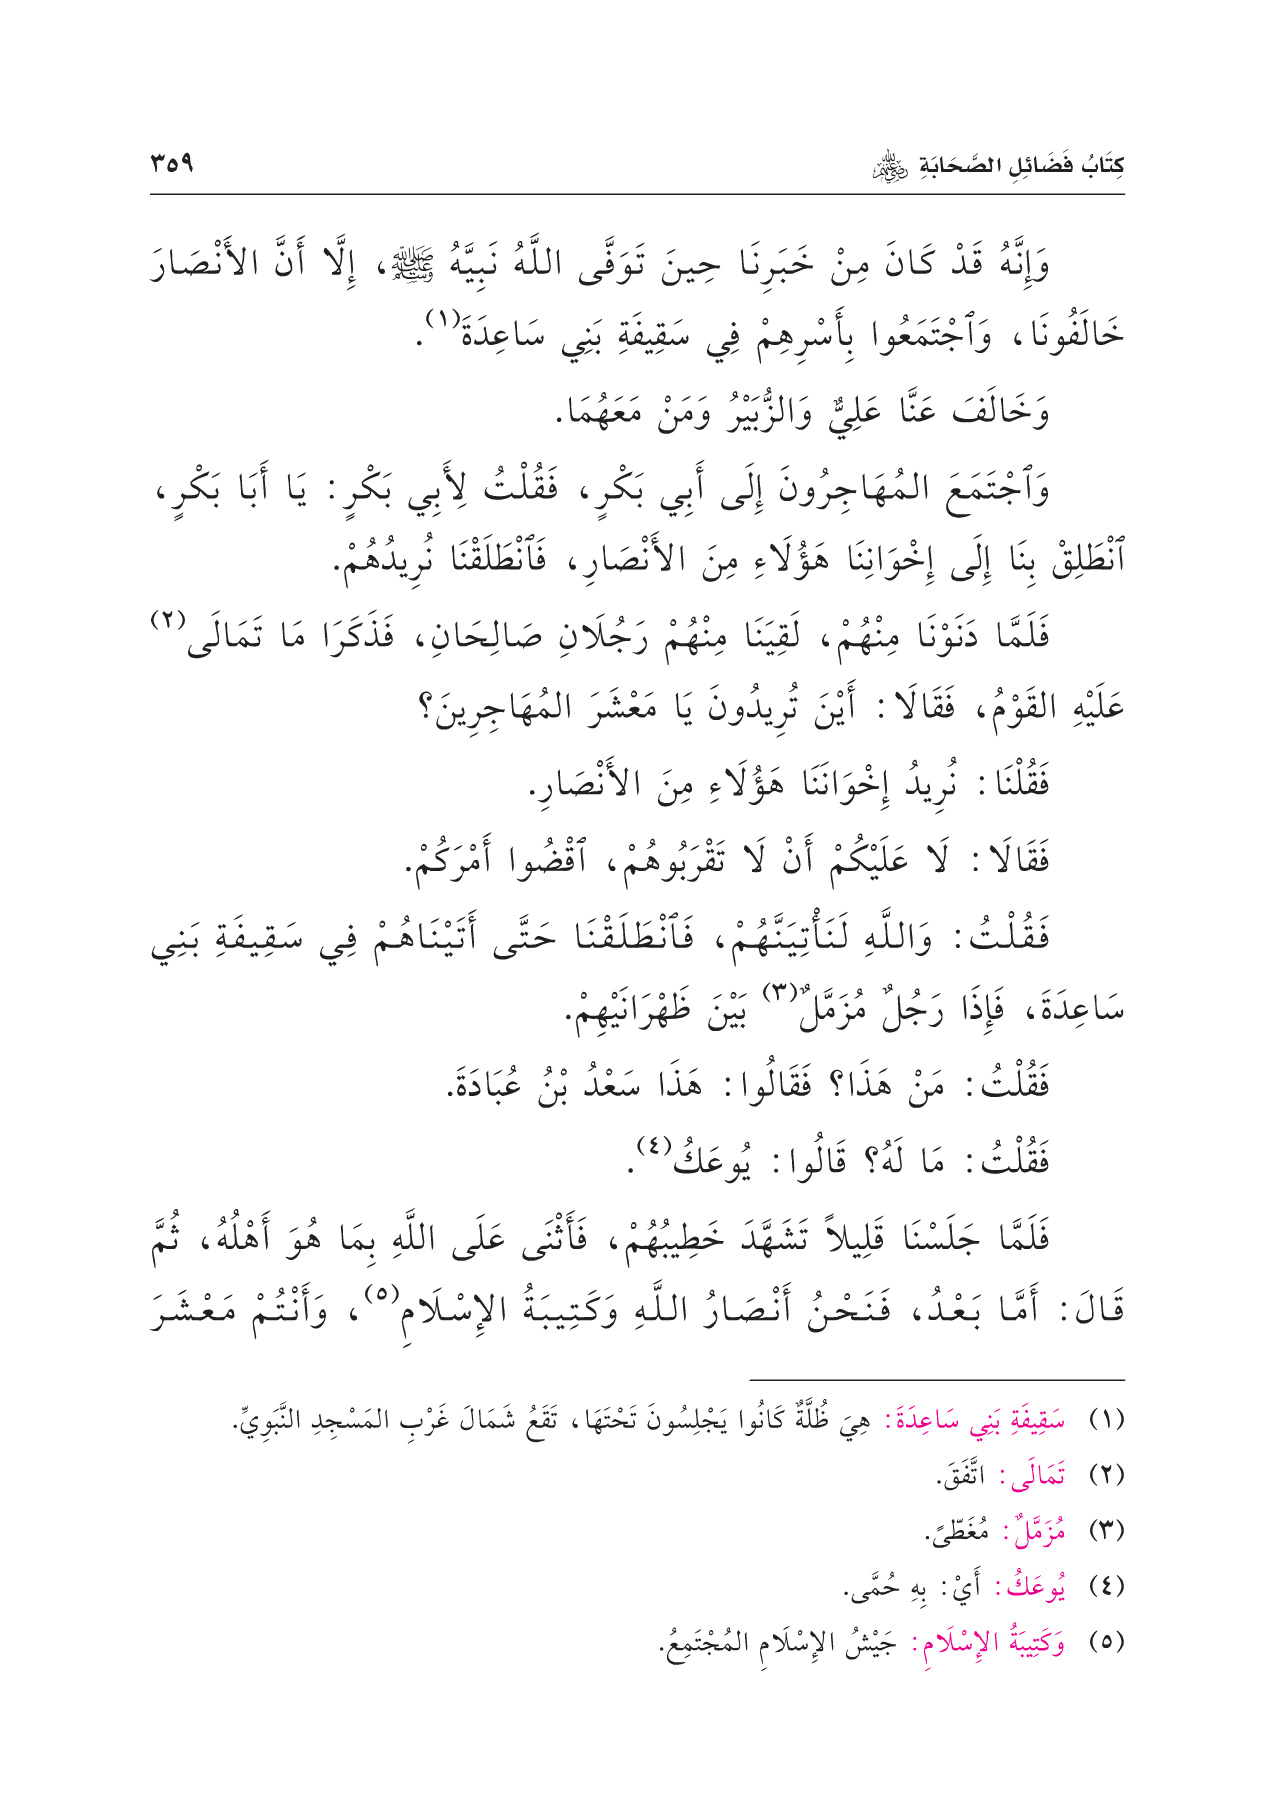 كِتَابُ فَضَائِلِ الصَّحَابَةِ ﵃ ٣٥٩
وَإِنَّهُ قَدْ كَانَ مِنْ خَبَرِنَا حِينَ تَوَفَّى اللَّهُ نَبِيَّهُ ﷺ، إِلَّا أَنَّ الأَنْصَارَ
خَالَفُونَا، وَٱجْتَمَعُوا بِأَسْرِهِمْ فِي سَقِيفَةِ بَنِي سَاعِدَةَ(١).
وَخَالَفَ عَنَّا عَلِيٌّ وَالزُّبَيْرُ وَمَنْ مَعَهُمَا.
وَٱجْتَمَعَ المُهَاجِرُونَ إِلَى أَبِي بَكْرٍ، فَقُلْتُ لِأَبِي بَكْرٍ: يَا أَبَا بَكْرٍ،
ٱنْطَلِقْ بِنَا إِلَى إِخْوَانِنَا هَؤُلَاءِ مِنَ الأَنْصَارِ، فَٱنْطَلَقْنَا نُرِيدُهُمْ.
فَلَمَّا دَنَوْنَا مِنْهُمْ، لَقِيَنَا مِنْهُمْ رَجُلَانِ صَالِحَانِ، فَذَكَرَا مَا تَمَالَى(٢)
عَلَيْهِ القَوْمُ، فَقَالَا: أَيْنَ تُرِيدُونَ يَا مَعْشَرَ المُهَاجِرِينَ؟
فَقُلْنَا: نُرِيدُ إِخْوَانَنَا هَؤُلَاءِ مِنَ الأَنْصَارِ.
فَقَالَا: لَا عَلَيْكُمْ أَنْ لَا تَقْرَبُوهُمْ، ٱقْضُوا أَمْرَكُمْ.
فَقُلْتُ: وَاللَّهِ لَنَأْتِيَنَّهُمْ، فَٱنْطَلَقْنَا حَتَّى أَتَيْنَاهُمْ فِي سَقِيفَةِ بَنِي
سَاعِدَةَ، فَإِذَا رَجُلٌ مُزَمَّلٌ(٣) بَيْنَ ظَهْرَانَيْهِمْ.
فَقُلْتُ: مَنْ هَذَا؟ فَقَالُوا: هَذَا سَعْدُ بْنُ عُبَادَةَ.
فَقُلْتُ: مَا لَهُ؟ قَالُوا: يُوعَكُ(٤).
فَلَمَّا جَلَسْنَا قَلِيلاً تَشَهَّدَ خَطِيبُهُمْ، فَأَثْنَى عَلَى اللَّهِ بِمَا هُوَ أَهْلُهُ، ثُمَّ
قَالَ: أَمَّا بَعْدُ، فَنَحْنُ أَنْصَارُ اللَّهِ وَكَتِيبَةُ الإِسْلَامِ(٥)، وَأَنْتُمْ مَعْشَرَ
(١) سَقِيفَةِ بَنِي سَاعِدَةَ: هِيَ ظُلَّةٌ كَانُوا يَجْلِسُونَ تَحْتَهَا، تَقَعُ شَمَالَ غَرْبِ المَسْجِدِ النَّبَوِيِّ.
(٢) تَمَالَى: اتَّفَقَ.
(٣) مُزَمَّلٌ: مُغَطّىً.
(٤) يُوعَكُ: أَيْ: بِهِ حُمَّى.
(٥) وَكَتِيبَةُ الإِسْلَامِ: جَيْشُ الإِسْلَامِ المُجْتَمِعُ.